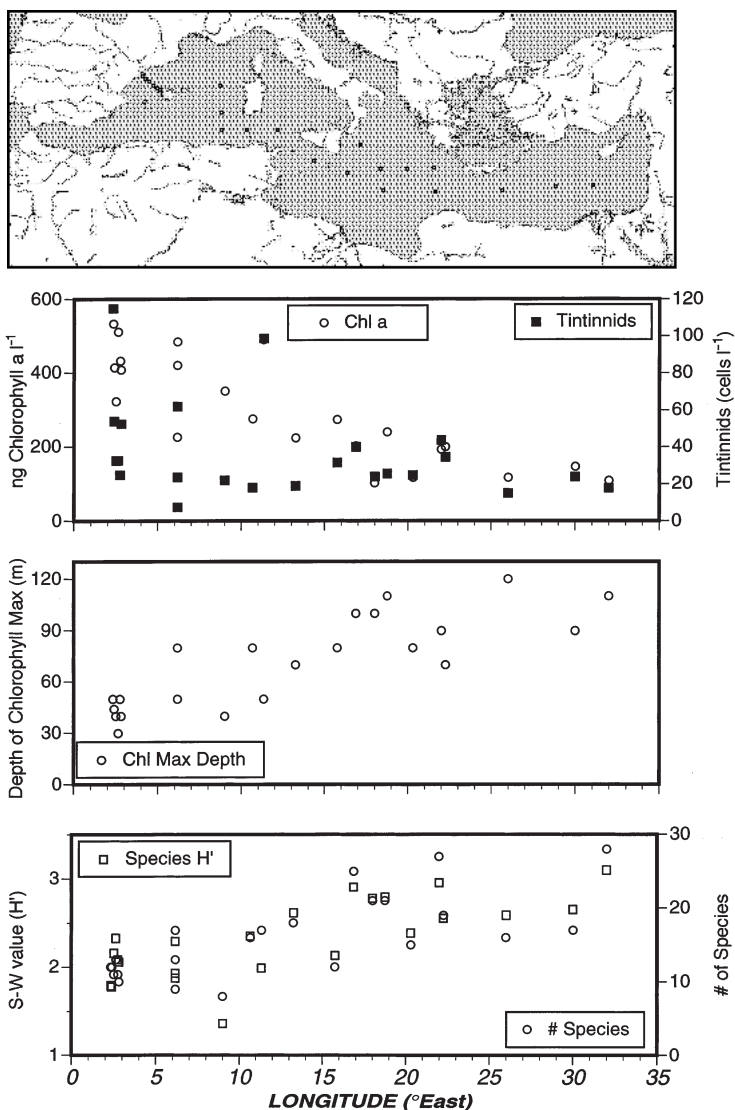 600
400
200
0
ng Chlorophyll a l⁻¹
Chl a
Tintinnids
120
100
80
60
40
20
0
Tintinnids (cells l⁻¹)
120
90
60
30
0
Depth of Chlorophyll Max (m)
Chl Max Depth
3
2
1
S-W value (H')
Species H'
# Species
30
20
10
0
# of Species
0 5 10 15 20 25 30 35
LONGITUDE (°East)